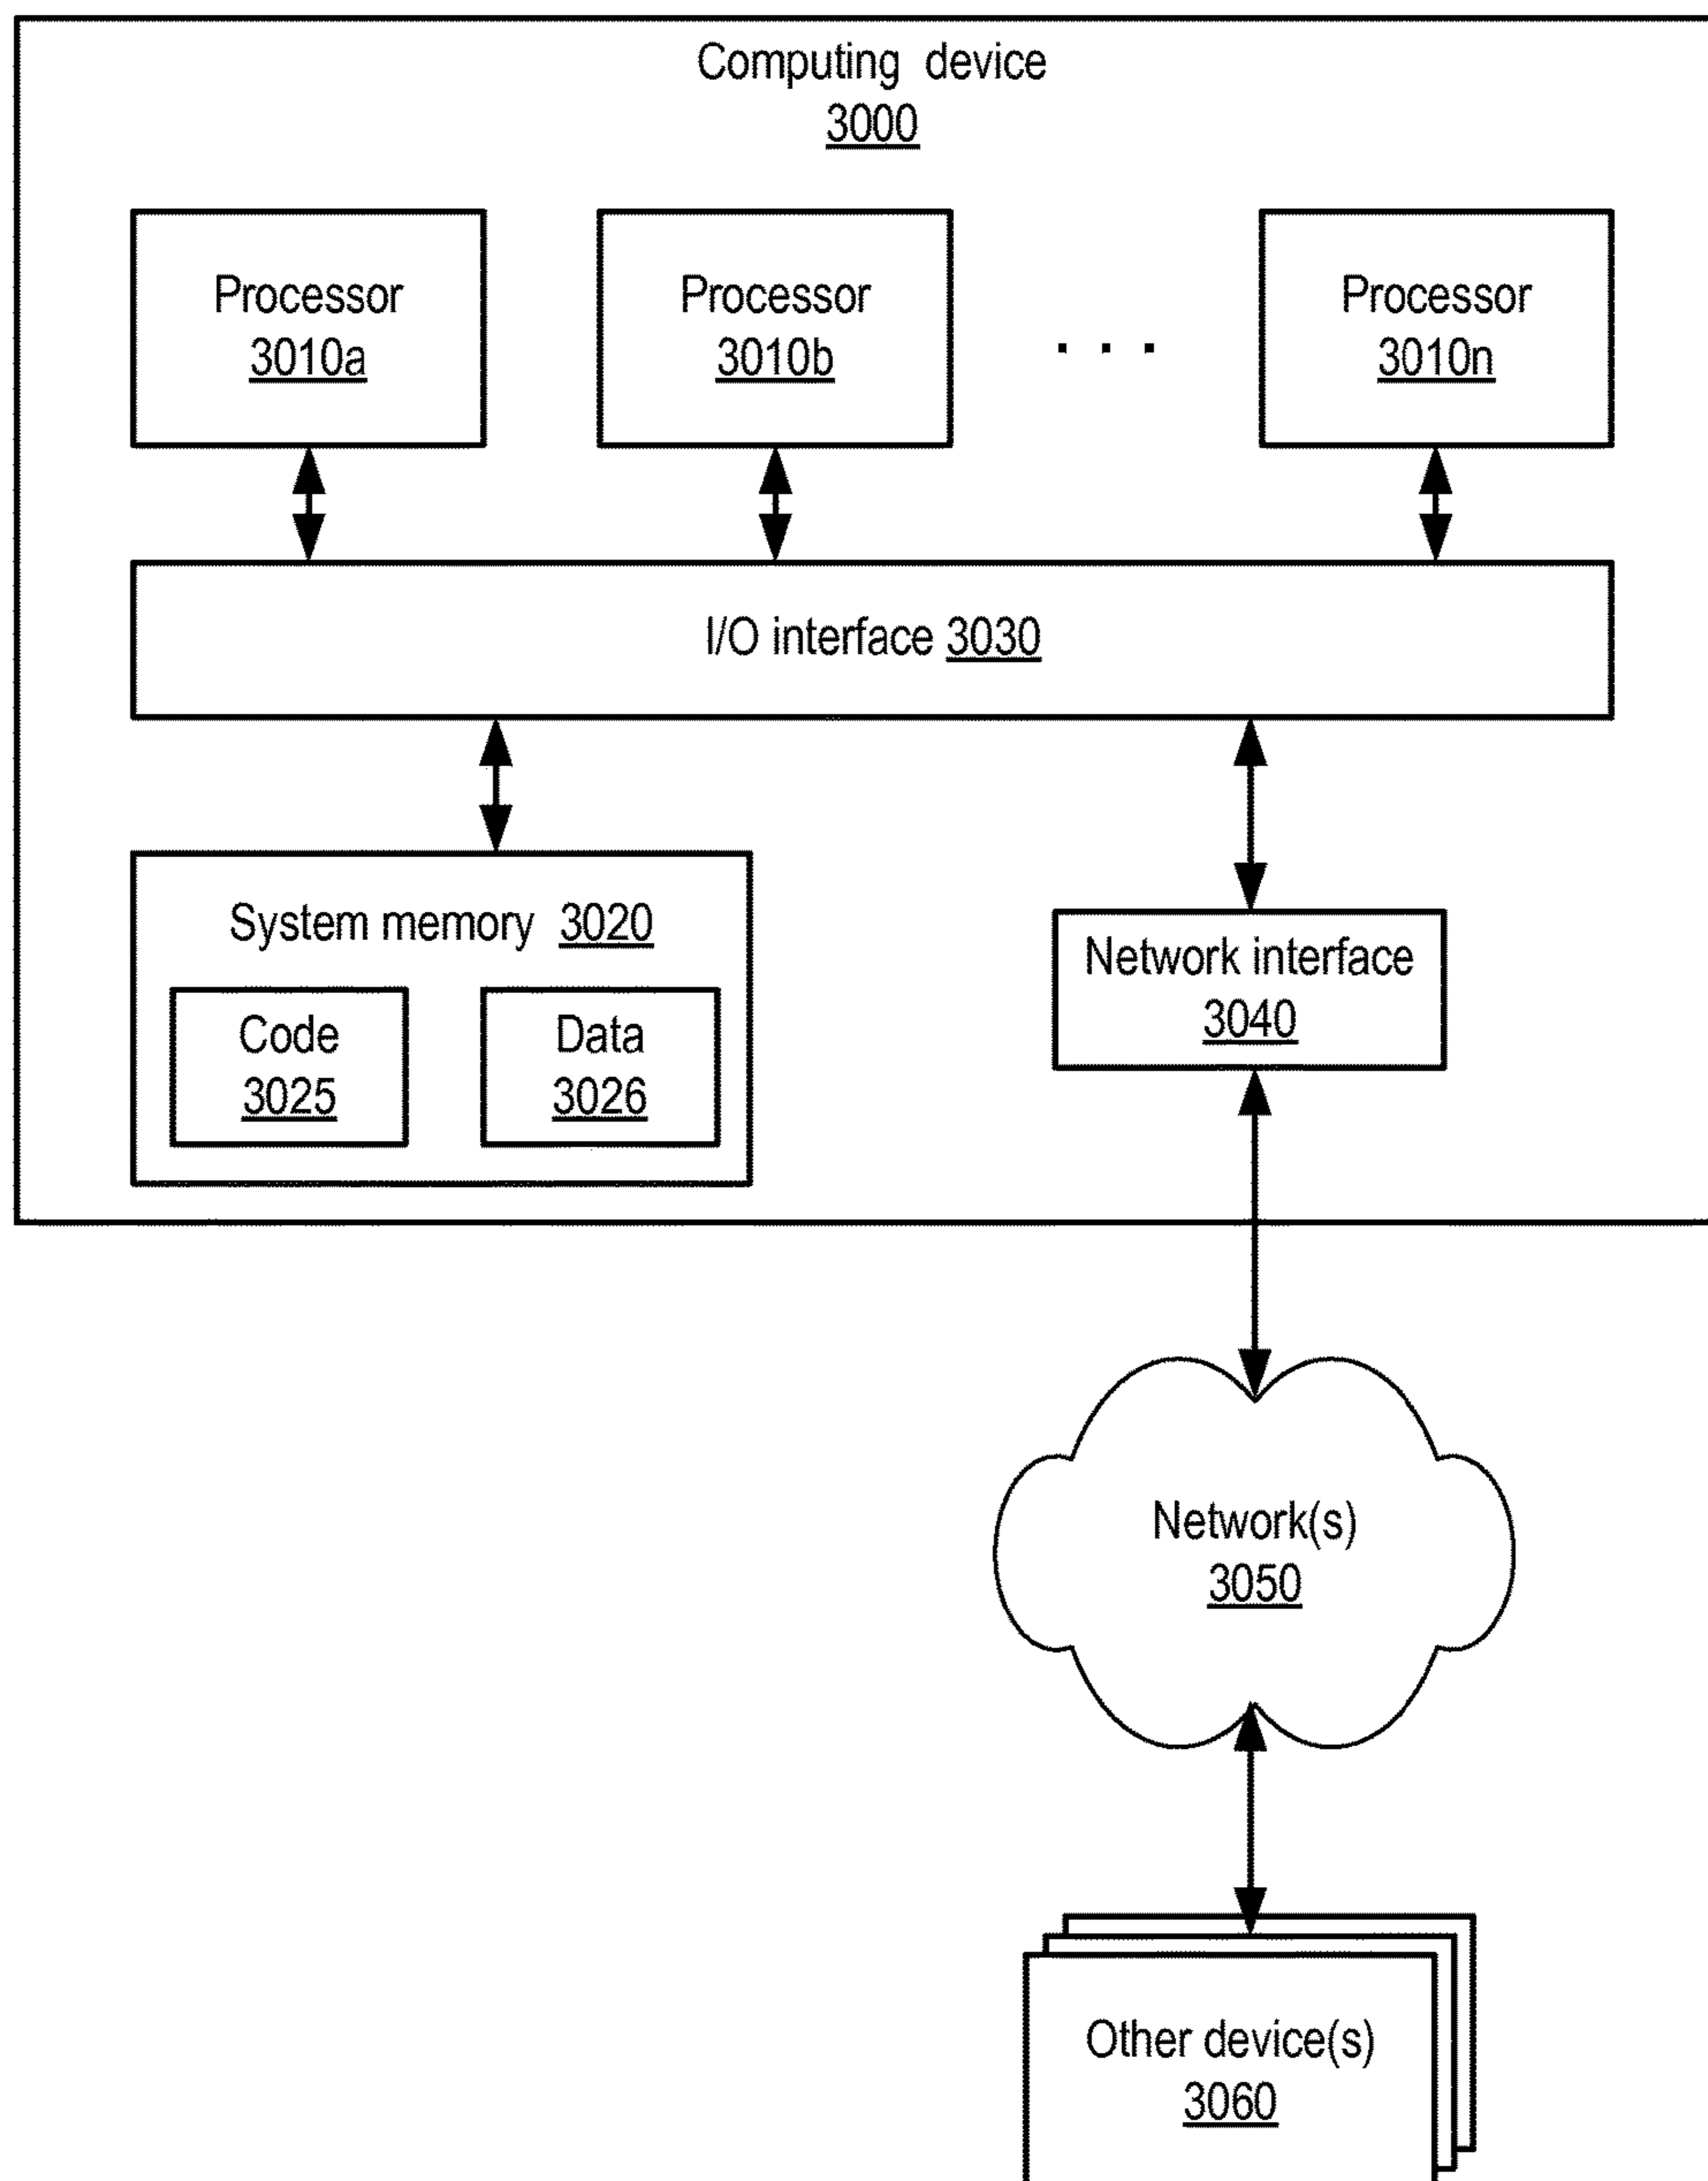 Computing device
3000
Processor
3010a
Processor
3010b
. . .
Processor
3010n
I/O interface 3030
System memory 3020
Code
3025
Data
3026
Network interface
3040
Network(s)
3050
Other device(s)
3060